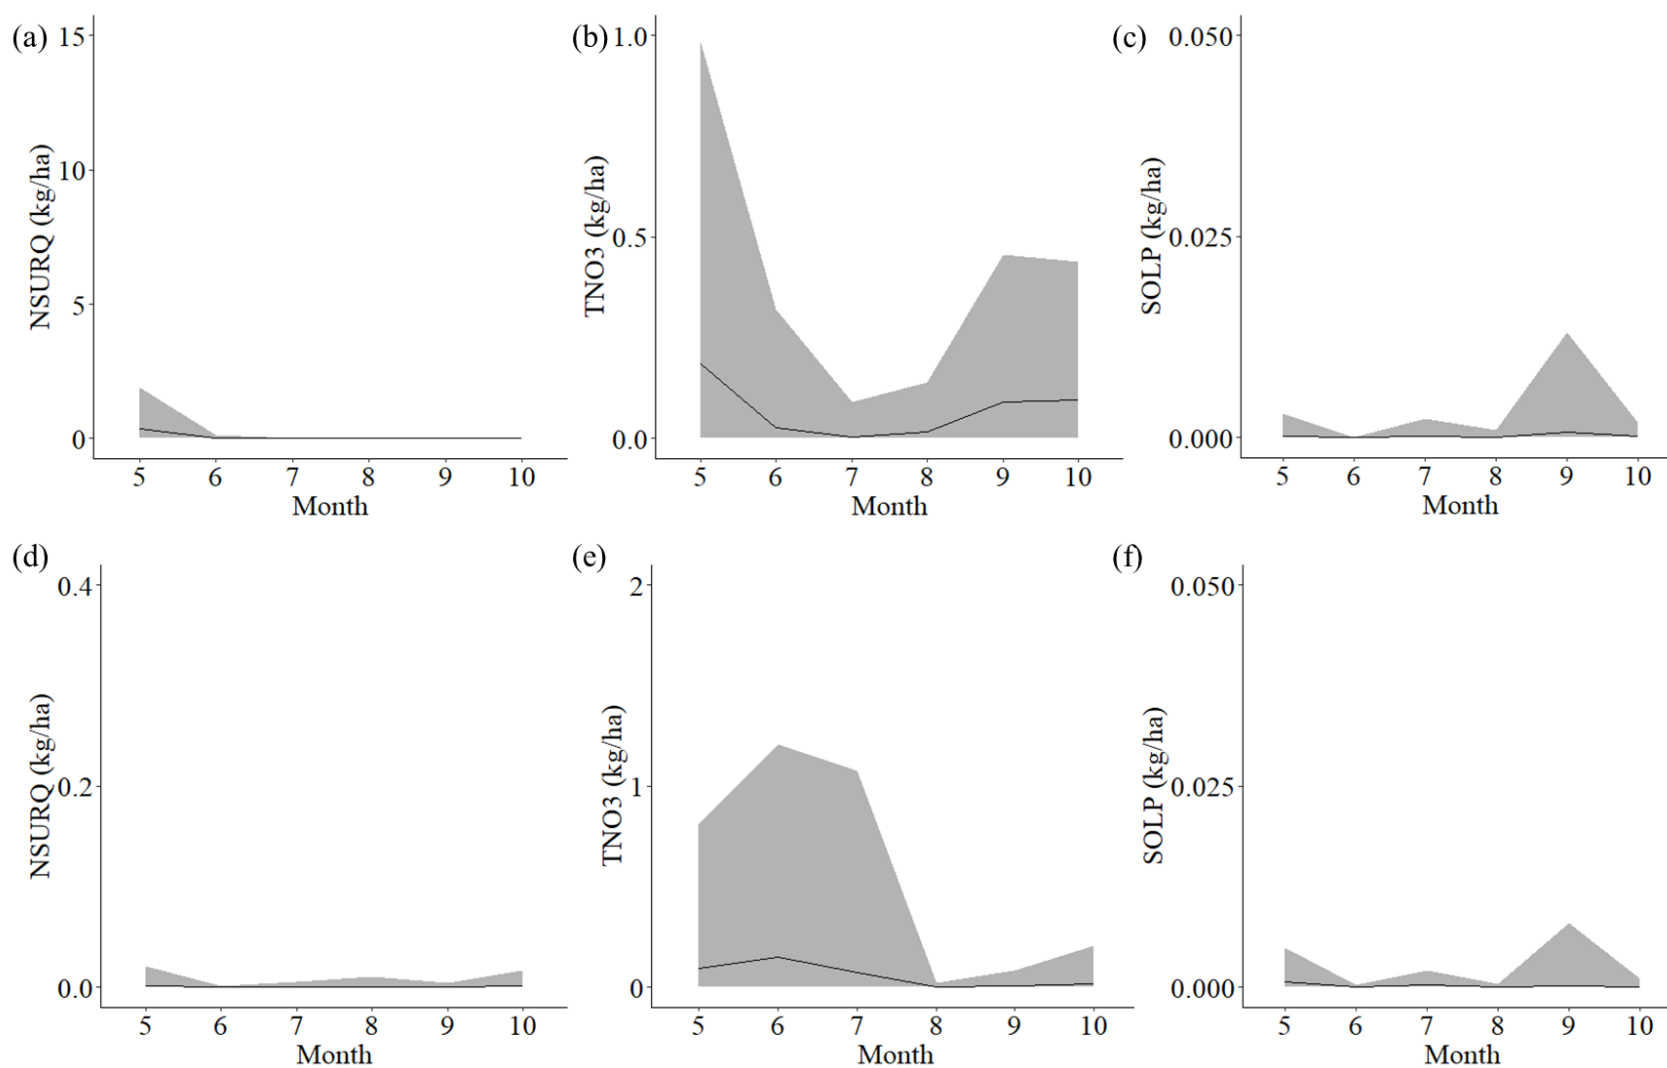 (a)
15
10
5
0
NSURQ (kg/ha)
5 6 7 8 9 10
Month
(b)
1.0
0.5
0.0
TNO3 (kg/ha)
5 6 7 8 9 10
Month
(c)
0.050
0.025
0.000
SOLP (kg/ha)
5 6 7 8 9 10
Month
(d)
0.4
0.2
0.0
NSURQ (kg/ha)
5 6 7 8 9 10
Month
(e)
2
1
0
TNO3 (kg/ha)
5 6 7 8 9 10
Month
(f)
0.050
0.025
0.000
SOLP (kg/ha)
5 6 7 8 9 10
Month